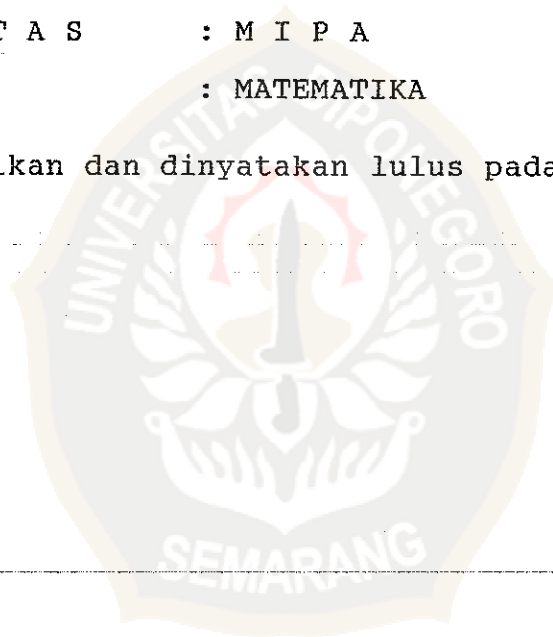 T A S : M I P A
: MATEMATIKA
kan dan dinyatakan lulus pada
UNIVERSITAS DIPONEGORO
SEMARANG